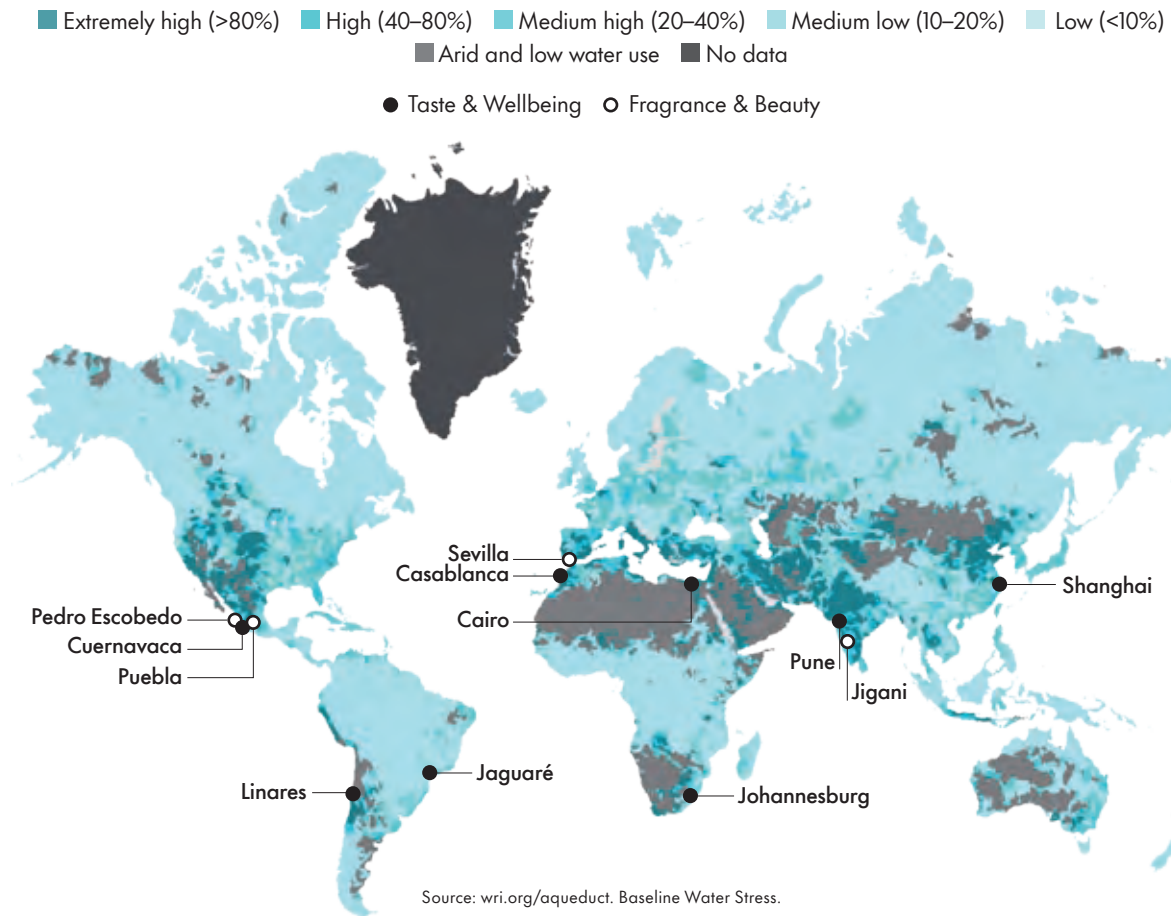 Extremely high (>80%) High (40–80%) Medium high (20–40%) Medium low (10–20%) Low (<10%)
Arid and low water use No data
Taste & Wellbeing Fragrance & Beauty
Sevilla
Casablanca
Shanghai
Pedro Escobedo
Cairo
Cuernavaca
Pune
Puebla
Jigani
Jaguaré
Linares
Johannesburg
Source: wri.org/aqueduct. Baseline Water Stress.